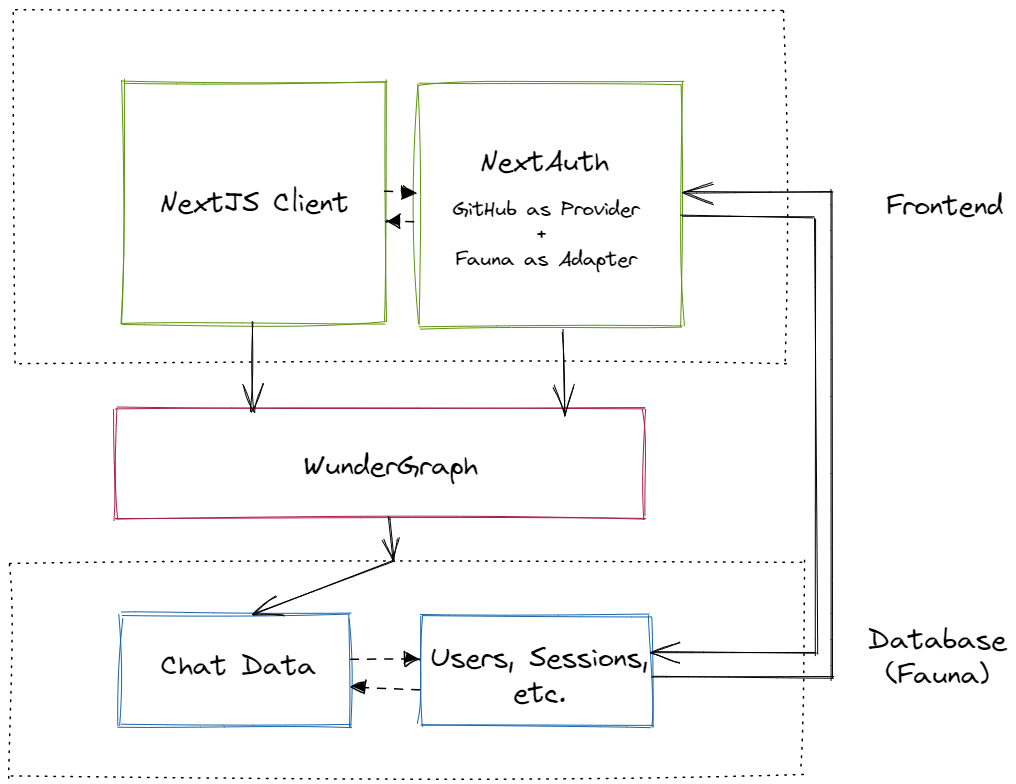 NextJS Client
NextAuth
GitHub as Provider
+
Fauna as Adapter
Frontend
WunderGraph
Chat Data
Users, Sessions,
etc.
Database
(Fauna)